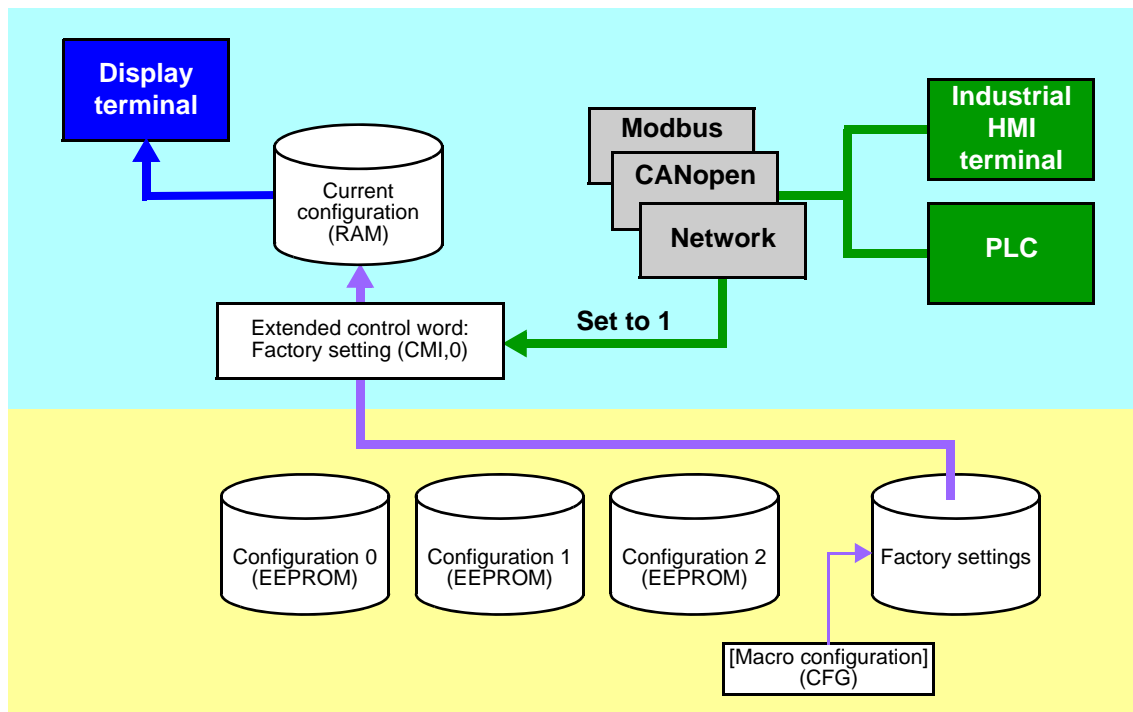 Display
terminal
Industrial
HMI
terminal
Modbus
CANopen
Network
PLC
Current
configuration
(RAM)
Extended control word:
Factory setting (CMI,0)
Set to 1
Configuration 0
(EEPROM)
Configuration 1
(EEPROM)
Configuration 2
(EEPROM)
Factory settings
[Macro configuration]
(CFG)